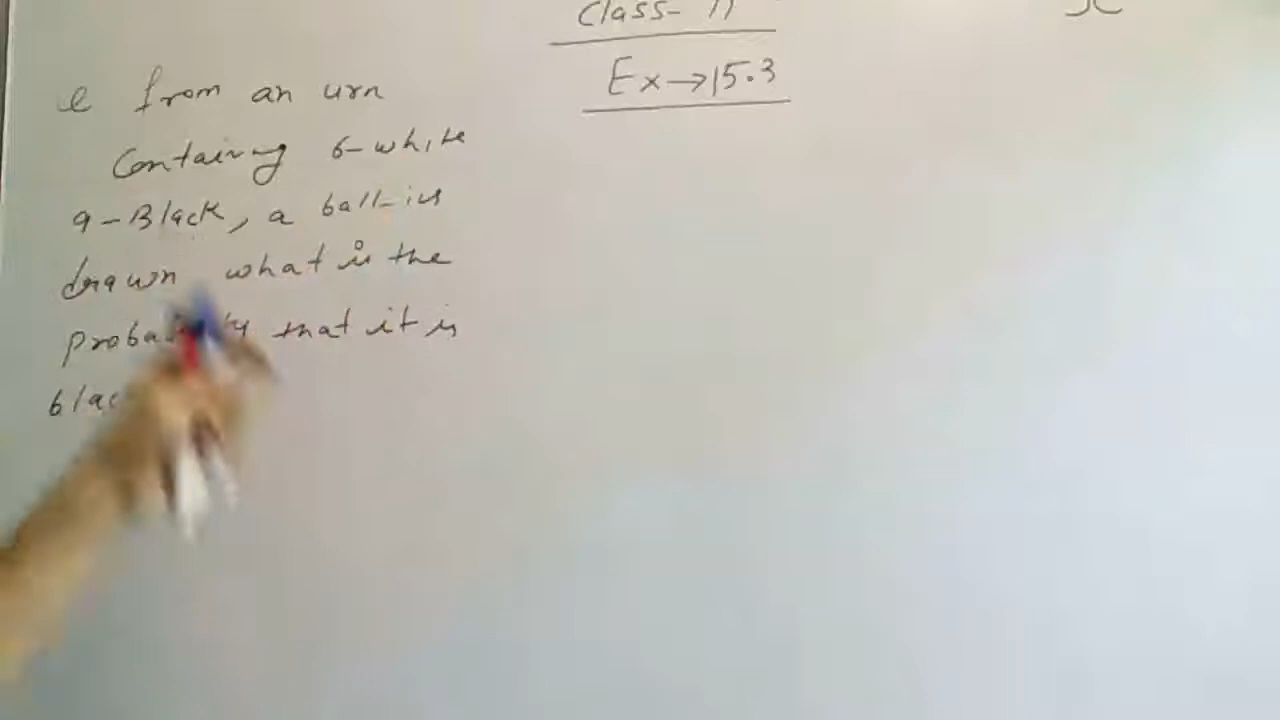 Class- 11
Ex→15.3
e from an urn
Containing 6-white
9-Black, a ball-is
drawn what is the
that it is